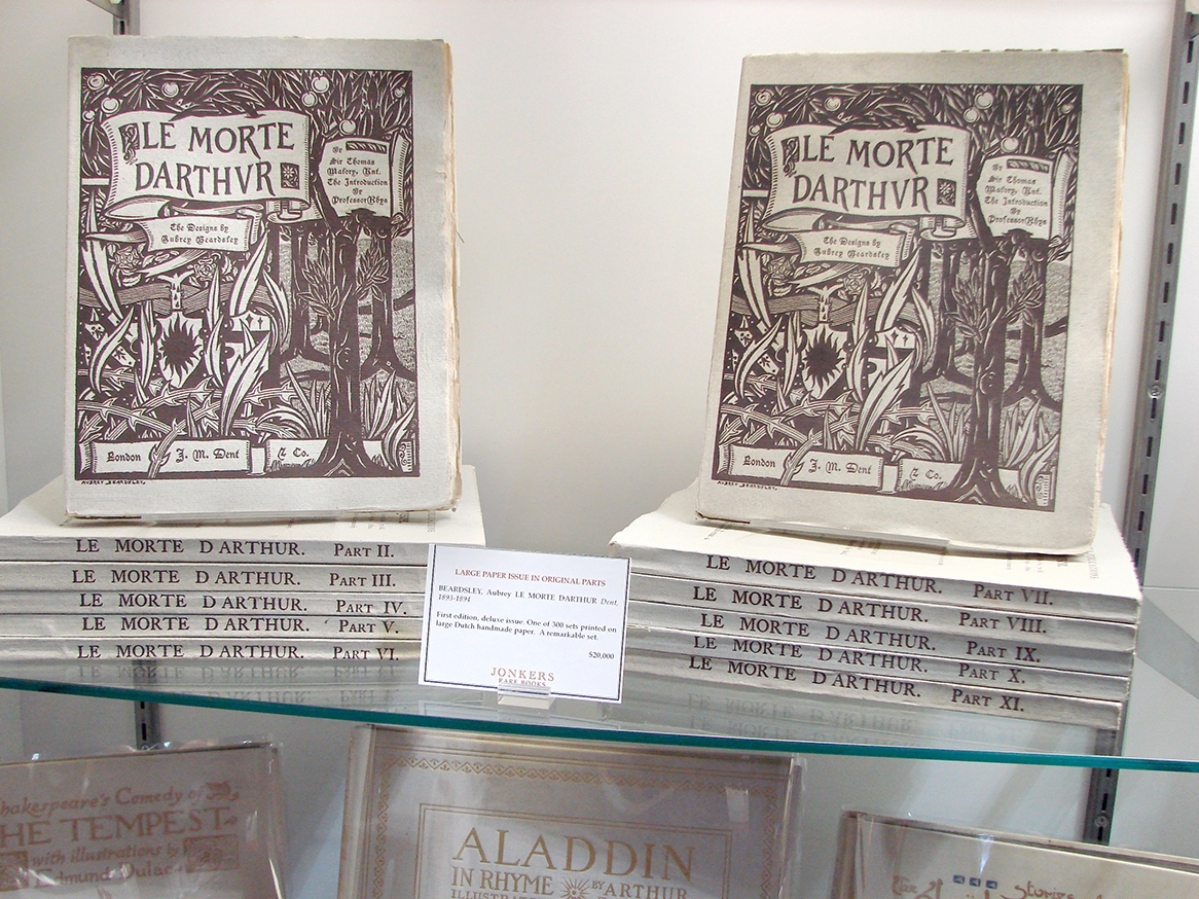 LE MORTE
DARTHVR
By
Sir Thomas
Malory, Knt.
The Introduction
By
Professor Rhys
The Designs by
Aubrey Beardsley
London J. M. Dent & Co.
AUBREY BEARDSLEY.
LE MORTE
DARTHVR
By
Sir Thomas
Malory, Knt.
The Introduction
By
Professor Rhys
The Designs by
Aubrey Beardsley
London J. M. Dent & Co.
AUBREY BEARDSLEY.
LE MORTE D ARTHUR. PART II.
LE MORTE D ARTHUR. PART III.
LE MORTE D ARTHUR. PART IV.
LE MORTE D ARTHUR. PART V.
LE MORTE D ARTHUR. PART VI.
LARGE PAPER ISSUE IN ORIGINAL PARTS
BEARDSLEY, Aubrey LE MORTE DARTHUR Dent,
1893-1894
First edition, deluxe issue. One of 300 sets printed on
large Dutch handmade paper. A remarkable set.
$20,000
JONKERS
RARE BOOKS
LE MORTE D ARTHUR. PART VII.
LE MORTE D ARTHUR. PART VIII.
LE MORTE D ARTHUR. PART IX.
LE MORTE D ARTHUR. PART X.
LE MORTE D ARTHUR. PART XI.
Shakespeare's Comedy of
THE TEMPEST
with illustrations by
Edmund Dulac
ALADDIN
IN RHYME BY ARTHUR
Stories